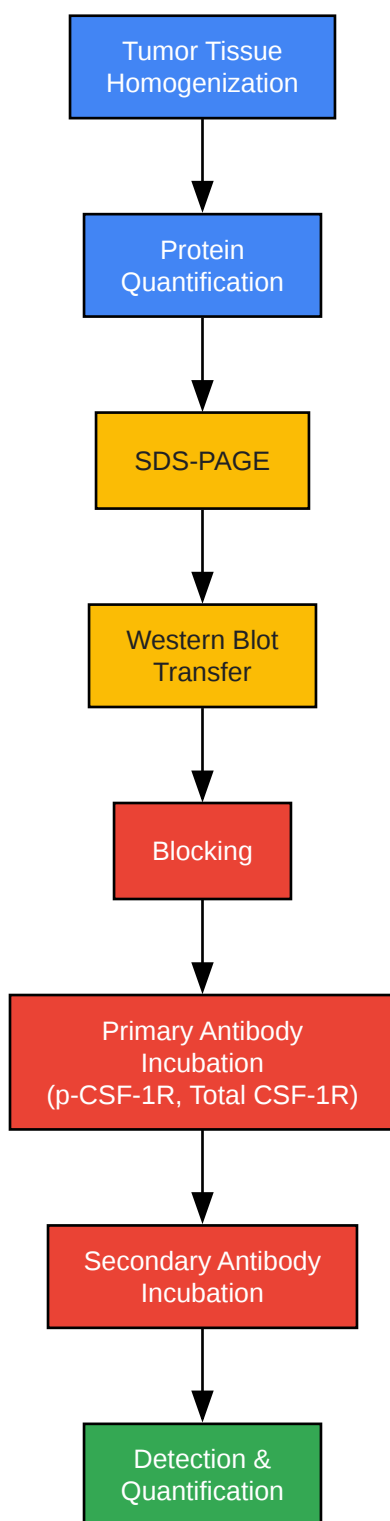 Tumor Tissue
Homogenization
Protein
Quantification
SDS-PAGE
Western Blot
Transfer
Blocking
Primary Antibody
Incubation
(p-CSF-1R, Total CSF-1R)
Secondary Antibody
Incubation
Detection &
Quantification